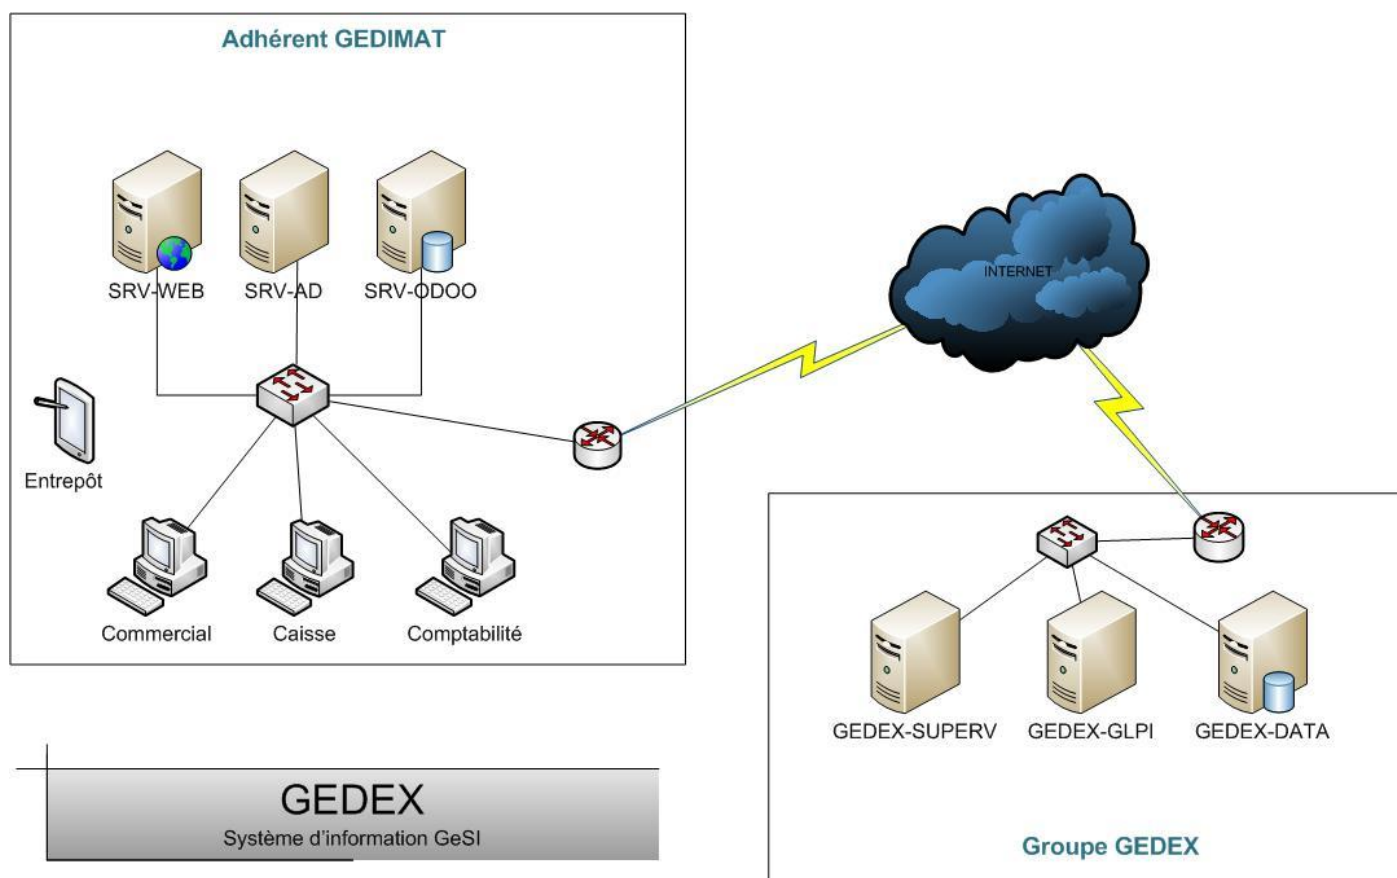 Adhérent GEDIMAT
SRV-WEB
SRV-AD
SRV-ODOO
INTERNET
Entrepôt
Commercial
Caisse
Comptabilité
GEDEX-SUPERV
GEDEX-GLPI
GEDEX-DATA
GEDEX
Système d'information GeSI
Groupe GEDEX